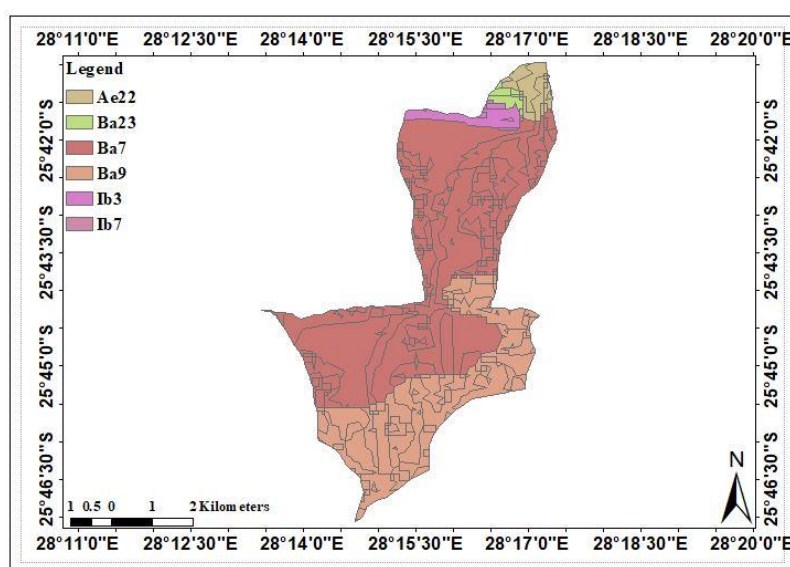 28°11'0"E 28°12'30"E 28°14'0"E 28°15'30"E 28°17'0"E 28°18'30"E 28°20'0"E
Legend
Ae22
Ba23
Ba7
Ba9
Ib3
Ib7
25°42'0"S 25°42'0"S
25°43'30"S 25°43'30"S
25°45'0"S 25°45'0"S
25°46'30"S 25°46'30"S
N
1 0.5 0 1 2 Kilometers
28°11'0"E 28°12'30"E 28°14'0"E 28°15'30"E 28°17'0"E 28°18'30"E 28°20'0"E